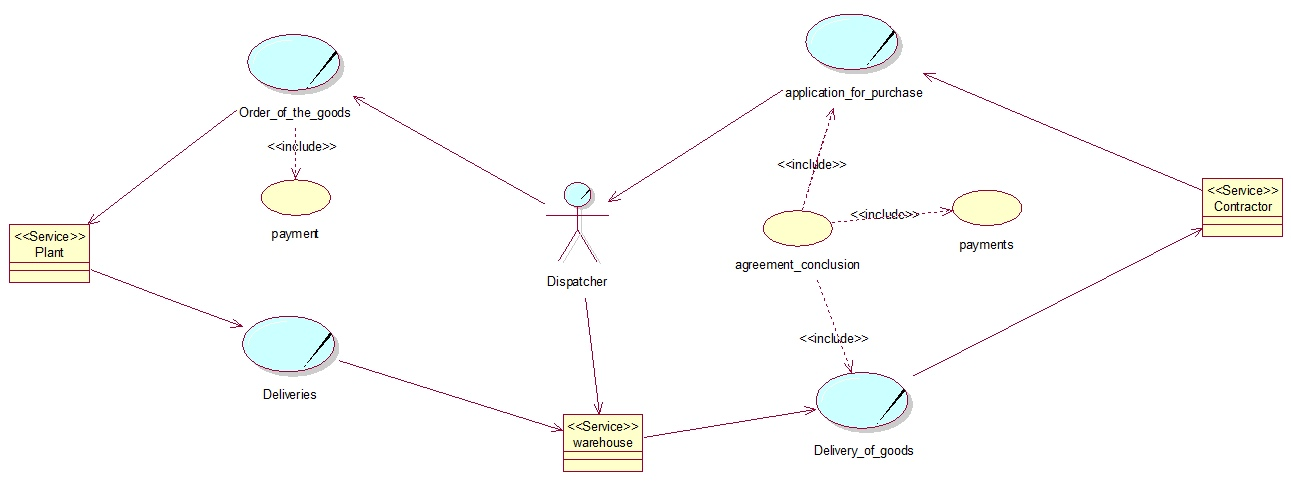 application_for_purchase
Order_of_the_goods
<<include>>
<<include>>
<<Service>>
Contractor
payment
<<include>>
payments
<<Service>>
Plant
agreement_conclusion
Dispatcher
<<include>>
Deliveries
<<Service>>
warehouse
Delivery_of_goods